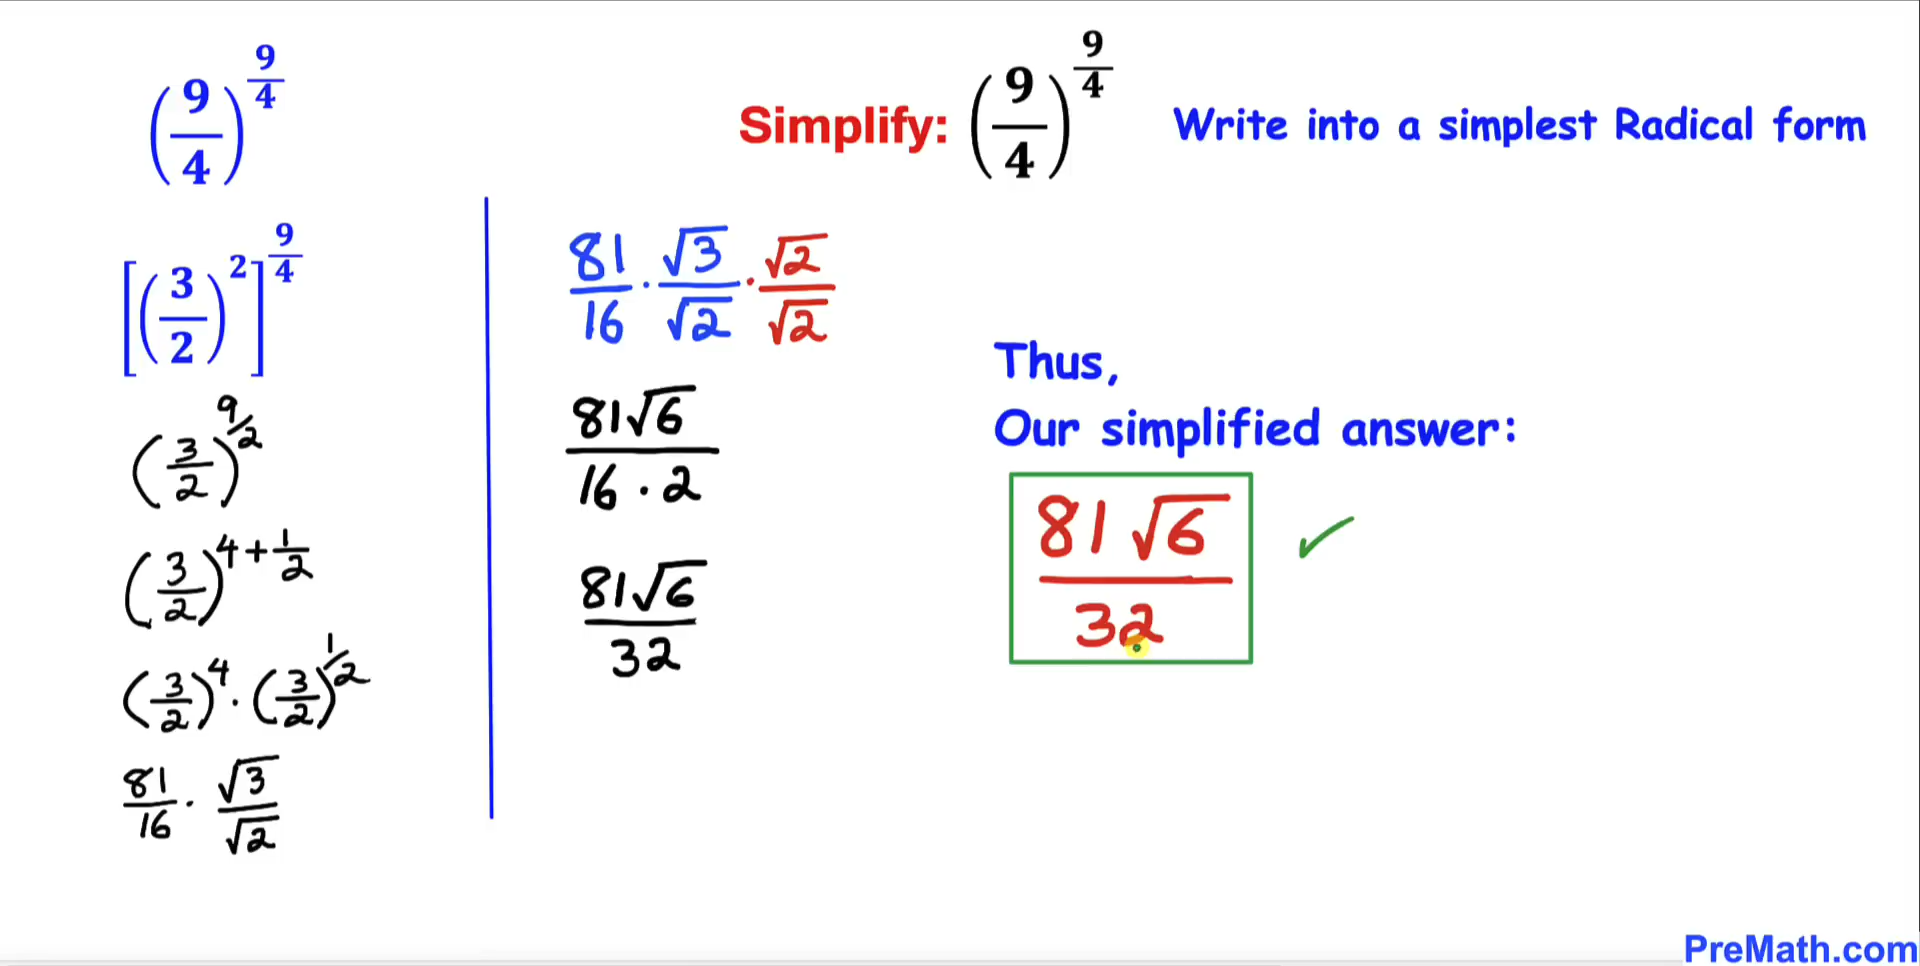 (9/4)^(9/4)
[(3/2)^2]^(9/4)
(3/2)^(9/2)
(3/2)^(4+1/2)
(3/2)^4 · (3/2)^(1/2)
81/16 · √3/√2
Simplify: (9/4)^(9/4) Write into a simplest Radical form
81/16 · √3/√2 · √2/√2
81√6/(16 · 2)
81√6/32
Thus,
Our simplified answer:
81√6/32 ✓
PreMath.com